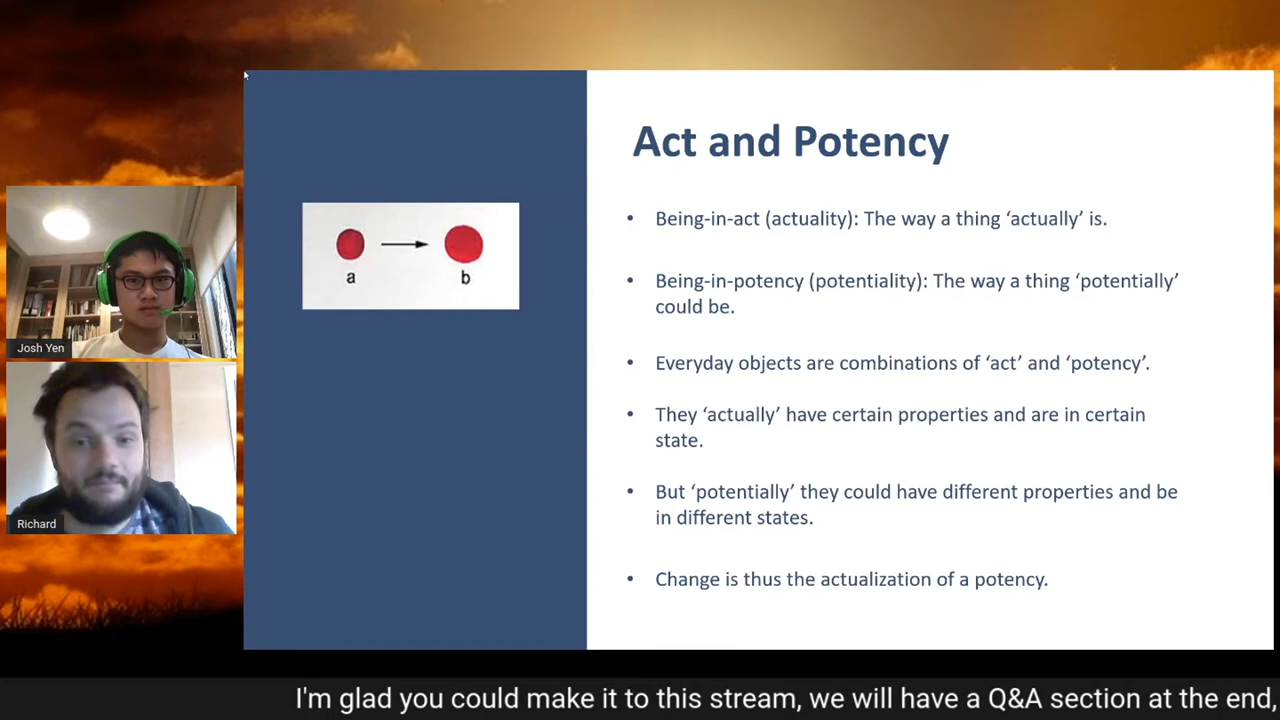 Act and Potency
• Being-in-act (actuality): The way a thing ‘actually’ is.
• Being-in-potency (potentiality): The way a thing ‘potentially’
could be.
• Everyday objects are combinations of ‘act’ and ‘potency’.
• They ‘actually’ have certain properties and are in certain
state.
• But ‘potentially’ they could have different properties and be
in different states.
• Change is thus the actualization of a potency.
a
b
Josh Yen
Richard
I'm glad you could make it to this stream, we will have a Q&A section at the end,